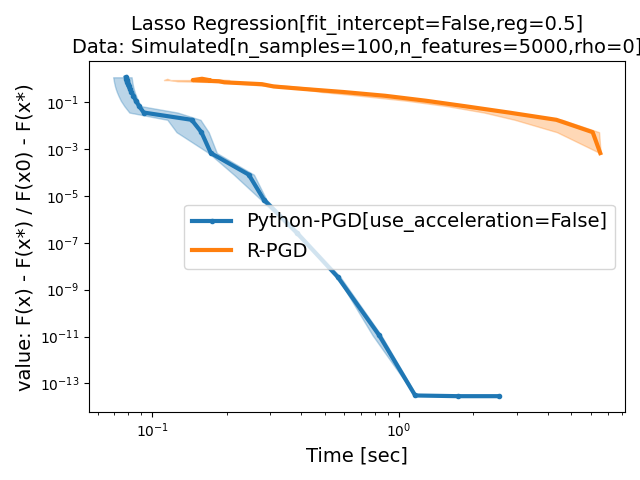 Lasso Regression[fit_intercept=False,reg=0.5]
Data: Simulated[n_samples=100,n_features=5000,rho=0]
value: F(x) - F(x*) / F(x0) - F(x*)
10⁻¹
10⁻³
10⁻⁵
10⁻⁷
10⁻⁹
10⁻¹¹
10⁻¹³
Python-PGD[use_acceleration=False]
R-PGD
10⁻¹ 10⁰
Time [sec]